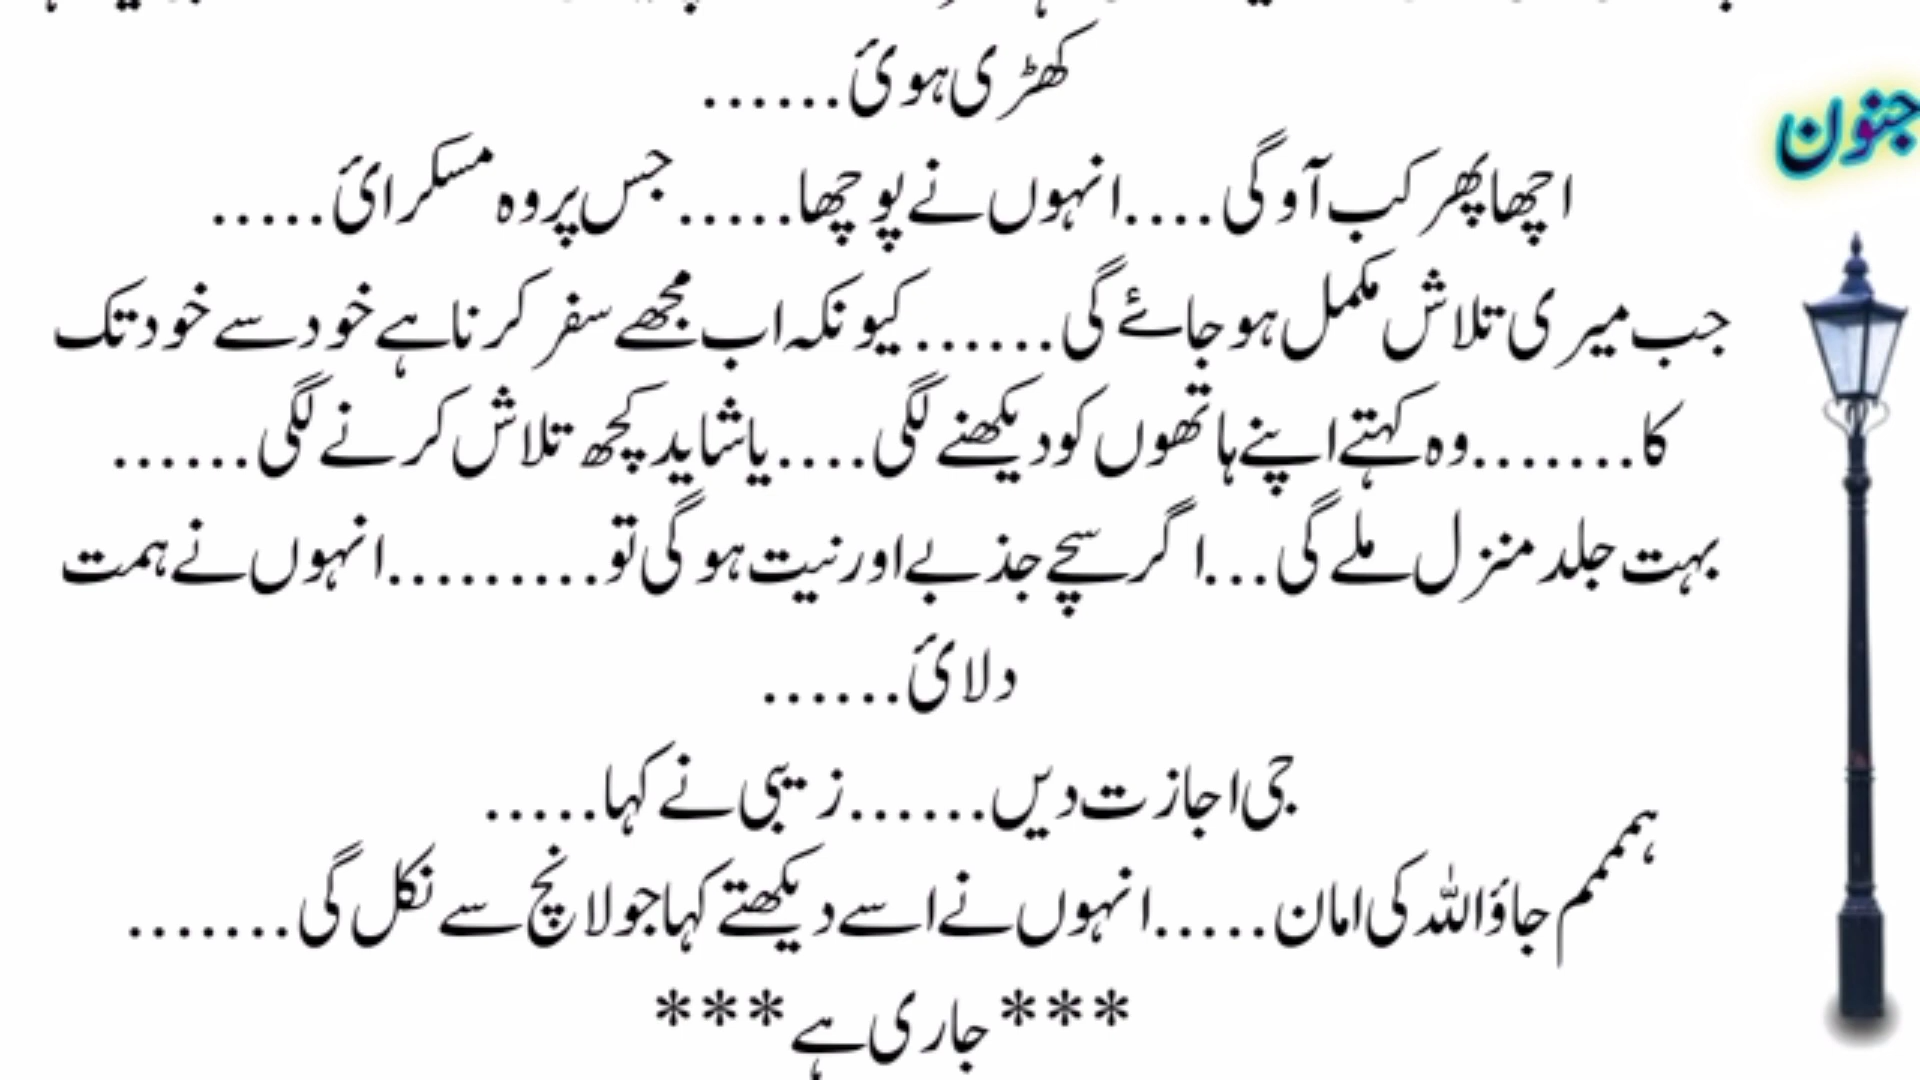 کھڑی ہوئ......
جنون
اچھا پھر کب آو گی....انہوں نے پوچھا.....جس پر وہ مسکرائ.....
جب میری تلاش مکمل ہو جائے گی......کیونکہ اب مجھے سفر کرنا ہے خود سے خود تک
کا.......وہ کہتے اپنے ہاتھوں کو دیکھنے لگی....یا شاید کچھ تلاش کرنے لگی......
بہت جلد منزل ملے گی...اگر سچے جذبے اور نیت ہو گی تو.........انہوں نے ہمت
دلائ......
جی اجازت دیں......زیبی نے کہا.....
ہمممم جاؤ اللہ کی امان.....انہوں نے اسے دیکھتے کہا جو لانچ سے نکل گی.......
***جاری ہے***